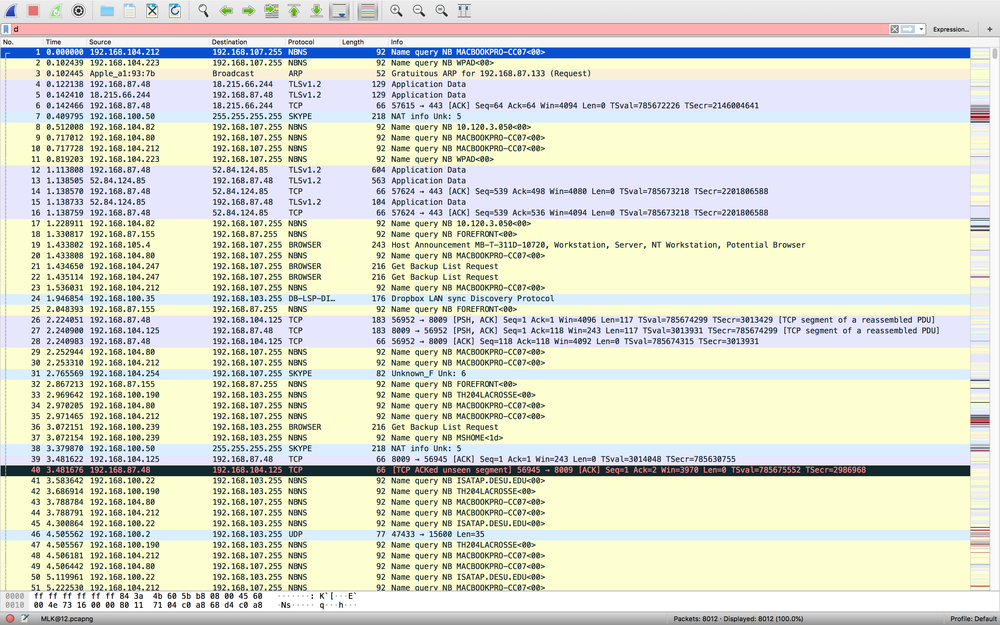 d
Expression...
+
No. Time Source Destination Protocol Length Info
1 0.000000 192.168.104.212 192.168.107.255 NBNS 92 Name query NB MACBOOKPRO-CC07<00>
2 0.102439 192.168.104.223 192.168.107.255 NBNS 92 Name query NB WPAD<00>
3 0.102445 Apple_a1:93:7b Broadcast ARP 52 Gratuitous ARP for 192.168.87.133 (Request)
4 0.122138 192.168.87.48 18.215.66.244 TLSv1.2 129 Application Data
5 0.142410 18.215.66.244 192.168.87.48 TLSv1.2 129 Application Data
6 0.142466 192.168.87.48 18.215.66.244 TCP 66 57615 → 443 [ACK] Seq=64 Ack=64 Win=4094 Len=0 TSval=785672226 TSecr=2146004641
7 0.409795 192.168.100.50 255.255.255.255 SKYPE 218 NAT info Unk: 5
8 0.512008 192.168.104.82 192.168.107.255 NBNS 92 Name query NB 10.120.3.050<00>
9 0.717012 192.168.104.80 192.168.107.255 NBNS 92 Name query NB MACBOOKPRO-CC07<00>
10 0.717728 192.168.104.212 192.168.107.255 NBNS 92 Name query NB MACBOOKPRO-CC07<00>
11 0.819203 192.168.104.223 192.168.107.255 NBNS 92 Name query NB WPAD<00>
12 1.113808 192.168.87.48 52.84.124.85 TLSv1.2 604 Application Data
13 1.138505 52.84.124.85 192.168.87.48 TLSv1.2 563 Application Data
14 1.138570 192.168.87.48 52.84.124.85 TCP 66 57624 → 443 [ACK] Seq=539 Ack=498 Win=4080 Len=0 TSval=785673218 TSecr=2201806588
15 1.138733 52.84.124.85 192.168.87.48 TLSv1.2 104 Application Data
16 1.138759 192.168.87.48 52.84.124.85 TCP 66 57624 → 443 [ACK] Seq=539 Ack=536 Win=4094 Len=0 TSval=785673218 TSecr=2201806588
17 1.228911 192.168.104.82 192.168.107.255 NBNS 92 Name query NB 10.120.3.050<00>
18 1.330817 192.168.87.155 192.168.87.255 NBNS 92 Name query NB FOREFRONT<00>
19 1.433802 192.168.105.4 192.168.107.255 BROWSER 243 Host Announcement MB-T-311D-10720, Workstation, Server, NT Workstation, Potential Browser
20 1.433808 192.168.104.80 192.168.107.255 NBNS 92 Name query NB MACBOOKPRO-CC07<00>
21 1.434650 192.168.104.247 192.168.107.255 BROWSER 216 Get Backup List Request
22 1.435114 192.168.104.247 192.168.107.255 BROWSER 216 Get Backup List Request
23 1.536031 192.168.104.212 192.168.107.255 NBNS 92 Name query NB MACBOOKPRO-CC07<00>
24 1.946854 192.168.100.35 192.168.103.255 DB-LSP-DI… 176 Dropbox LAN sync Discovery Protocol
25 2.048393 192.168.87.155 192.168.87.255 NBNS 92 Name query NB FOREFRONT<00>
26 2.224051 192.168.87.48 192.168.104.125 TCP 183 56952 → 8009 [PSH, ACK] Seq=1 Ack=1 Win=4096 Len=117 TSval=785674299 TSecr=3013429 [TCP segment of a reassembled PDU]
27 2.240900 192.168.104.125 192.168.87.48 TCP 183 8009 → 56952 [PSH, ACK] Seq=1 Ack=118 Win=243 Len=117 TSval=3013931 TSecr=785674299 [TCP segment of a reassembled PDU]
28 2.240983 192.168.87.48 192.168.104.125 TCP 66 56952 → 8009 [ACK] Seq=118 Ack=118 Win=4092 Len=0 TSval=785674315 TSecr=3013931
29 2.252944 192.168.104.80 192.168.107.255 NBNS 92 Name query NB MACBOOKPRO-CC07<00>
30 2.253310 192.168.104.212 192.168.107.255 NBNS 92 Name query NB MACBOOKPRO-CC07<00>
31 2.765569 192.168.104.254 192.168.107.255 SKYPE 82 Unknown_F Unk: 6
32 2.867213 192.168.87.155 192.168.87.255 NBNS 92 Name query NB FOREFRONT<00>
33 2.969642 192.168.100.190 192.168.103.255 NBNS 92 Name query NB TH204LACROSSE<00>
34 2.970205 192.168.104.80 192.168.107.255 NBNS 92 Name query NB MACBOOKPRO-CC07<00>
35 2.971465 192.168.104.212 192.168.107.255 NBNS 92 Name query NB MACBOOKPRO-CC07<00>
36 3.072151 192.168.100.239 192.168.103.255 BROWSER 216 Get Backup List Request
37 3.072154 192.168.100.239 192.168.103.255 NBNS 92 Name query NB MSHOME<1d>
38 3.379870 192.168.100.50 255.255.255.255 SKYPE 218 NAT info Unk: 5
39 3.481622 192.168.104.125 192.168.87.48 TCP 66 8009 → 56945 [ACK] Seq=1 Ack=1 Win=243 Len=0 TSval=3014048 TSecr=785630755
40 3.481676 192.168.87.48 192.168.104.125 TCP 66 [TCP ACKed unseen segment] 56945 → 8009 [ACK] Seq=1 Ack=2 Win=3970 Len=0 TSval=785675552 TSecr=2986968
41 3.583642 192.168.100.22 192.168.103.255 NBNS 92 Name query NB ISATAP.DESU.EDU<00>
42 3.686914 192.168.100.190 192.168.103.255 NBNS 92 Name query NB TH204LACROSSE<00>
43 3.788784 192.168.104.80 192.168.107.255 NBNS 92 Name query NB MACBOOKPRO-CC07<00>
44 3.788791 192.168.104.212 192.168.107.255 NBNS 92 Name query NB MACBOOKPRO-CC07<00>
45 4.300864 192.168.100.22 192.168.103.255 NBNS 92 Name query NB ISATAP.DESU.EDU<00>
46 4.505562 192.168.100.2 192.168.103.255 UDP 77 47433 → 15600 Len=35
47 4.505567 192.168.100.190 192.168.103.255 NBNS 92 Name query NB TH204LACROSSE<00>
48 4.506181 192.168.104.212 192.168.107.255 NBNS 92 Name query NB MACBOOKPRO-CC07<00>
49 4.506442 192.168.104.80 192.168.107.255 NBNS 92 Name query NB MACBOOKPRO-CC07<00>
50 5.119961 192.168.100.22 192.168.103.255 NBNS 92 Name query NB ISATAP.DESU.EDU<00>
51 5.222530 192.168.104.212 192.168.107.255 NBNS 92 Name query NB MACBOOKPRO-CC07<00>
0000 ff ff ff ff ff ff 84 3a 4b 60 5b b8 08 00 45 60 ·······: K`[···E`
0010 00 4e 73 16 00 00 80 11 71 04 c0 a8 68 d4 c0 a8 ·Ns····· q···h···
MLK@12.pcapng Packets: 8012 · Displayed: 8012 (100.0%) Profile: Default